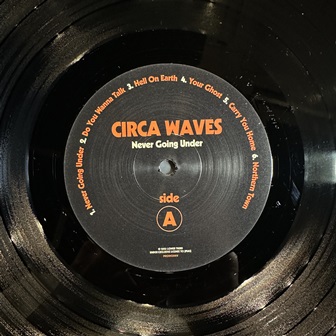 1. Never Going Under 2. Do You Wanna Talk 3. Hell On Earth 4. Your Ghost 5. Carry You Home 6. Northern Town
CIRCA WAVES
Never Going Under
side
A